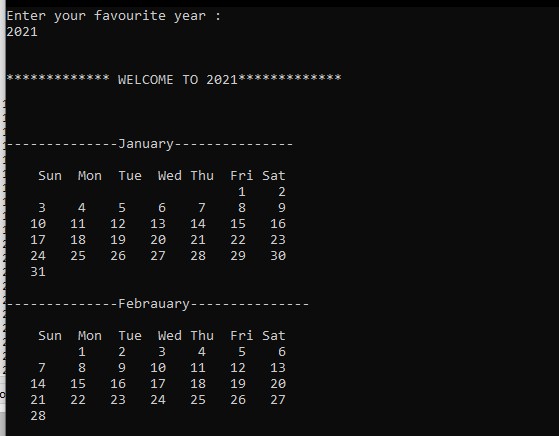 Enter your favourite year :
2021
************* WELCOME TO 2021*************
--------------January---------------
Sun Mon Tue Wed Thu Fri Sat
1 2
3 4 5 6 7 8 9
10 11 12 13 14 15 16
17 18 19 20 21 22 23
24 25 26 27 28 29 30
31
--------------Febrauary---------------
Sun Mon Tue Wed Thu Fri Sat
1 2 3 4 5 6
7 8 9 10 11 12 13
14 15 16 17 18 19 20
21 22 23 24 25 26 27
28